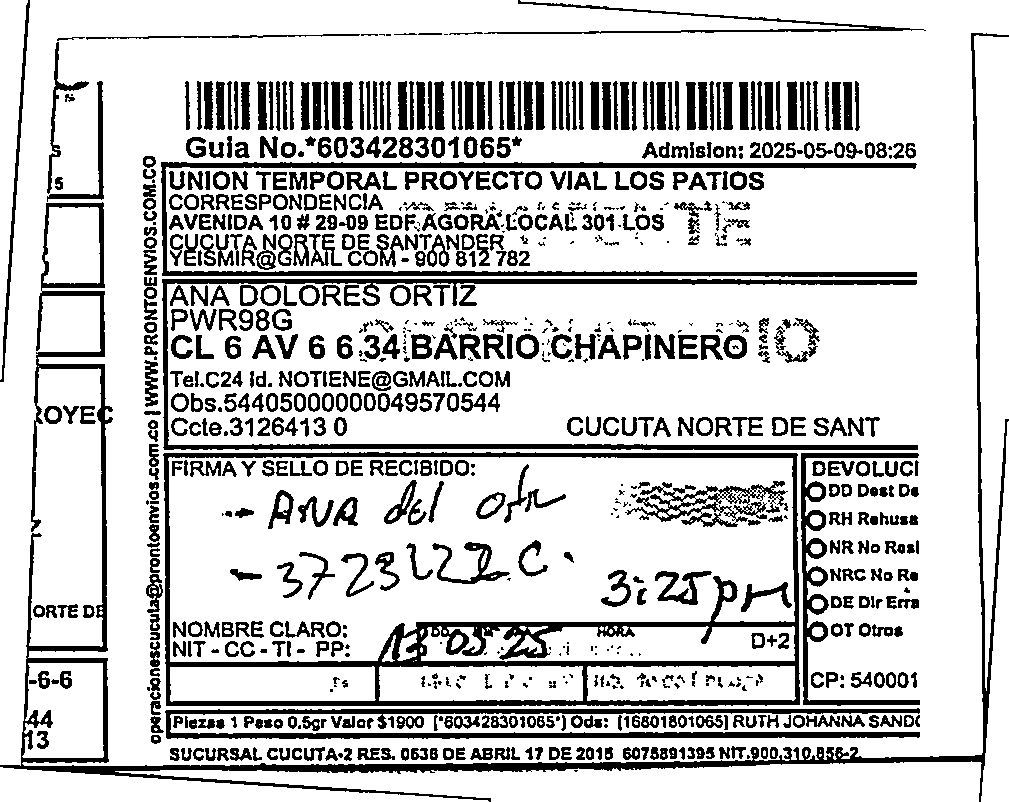 Guia No.*603428301065*
Admision: 2025-05-09-08:26
UNION TEMPORAL PROYECTO VIAL LOS PATIOS
CORRESPONDENCIA
AVENIDA 10 # 29-09 EDF AGORA LOCAL 301 LOS
CUCUTA NORTE DE SANTANDER
YEISMIR@GMAIL COM - 900 812 782
ANA DOLORES ORTIZ
PWR98G
CL 6 AV 6 6 34 BARRIO CHAPINERO
Tel.C24 Id. NOTIENE@GMAIL.COM
Obs.54405000000049570544
Ccte.3126413 0
CUCUTA NORTE DE SANT
operacionescucuta@prontoenvios.com.co | WWW.PRONTOENVIOS.COM.CO
FIRMA Y SELLO DE RECIBIDO:
- ANA del
3:25 pm
NOMBRE CLARO:
NIT - CC - TI - PP:
13 05 25
HORA
D+2
DEVOLUCI
DD Dest De
RH Rehusa
NR No Resi
NRC No Re
DE Dir Erra
OT Otros
CP: 540001
Piezas 1 Peso 0.5gr Valor $1900 [*603428301065*] Ods: [16801801065] RUTH JOHANNA SANDO
SUCURSAL CUCUTA-2 RES. 0636 DE ABRIL 17 DE 2015 6075891395 NIT.900,310,856-2
ROYEC
ORTE DE
-6-6
44
13